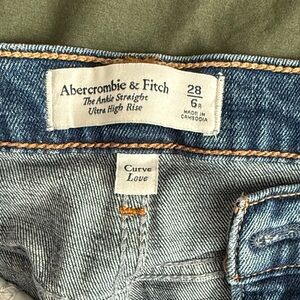 Abercrombie & Fitch
The Ankle Straight
Ultra High Rise
28
6R
MADE IN
CAMBODIA
Curve
Love